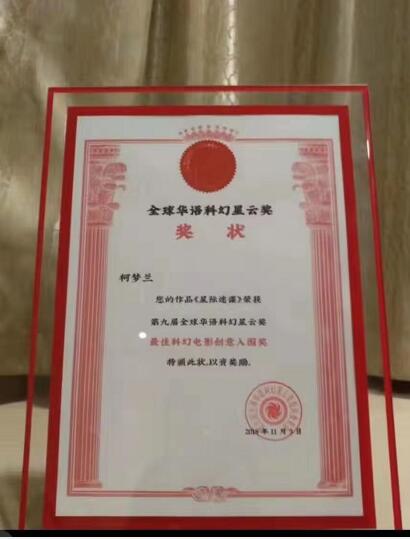 全球华语科幻星云奖
奖状
柯梦兰
您的作品《星际迷谍》荣获
第九届全球华语科幻星云奖
最佳科幻电影创意入围奖
特颁此状,以资奖励。
2018年11月3日